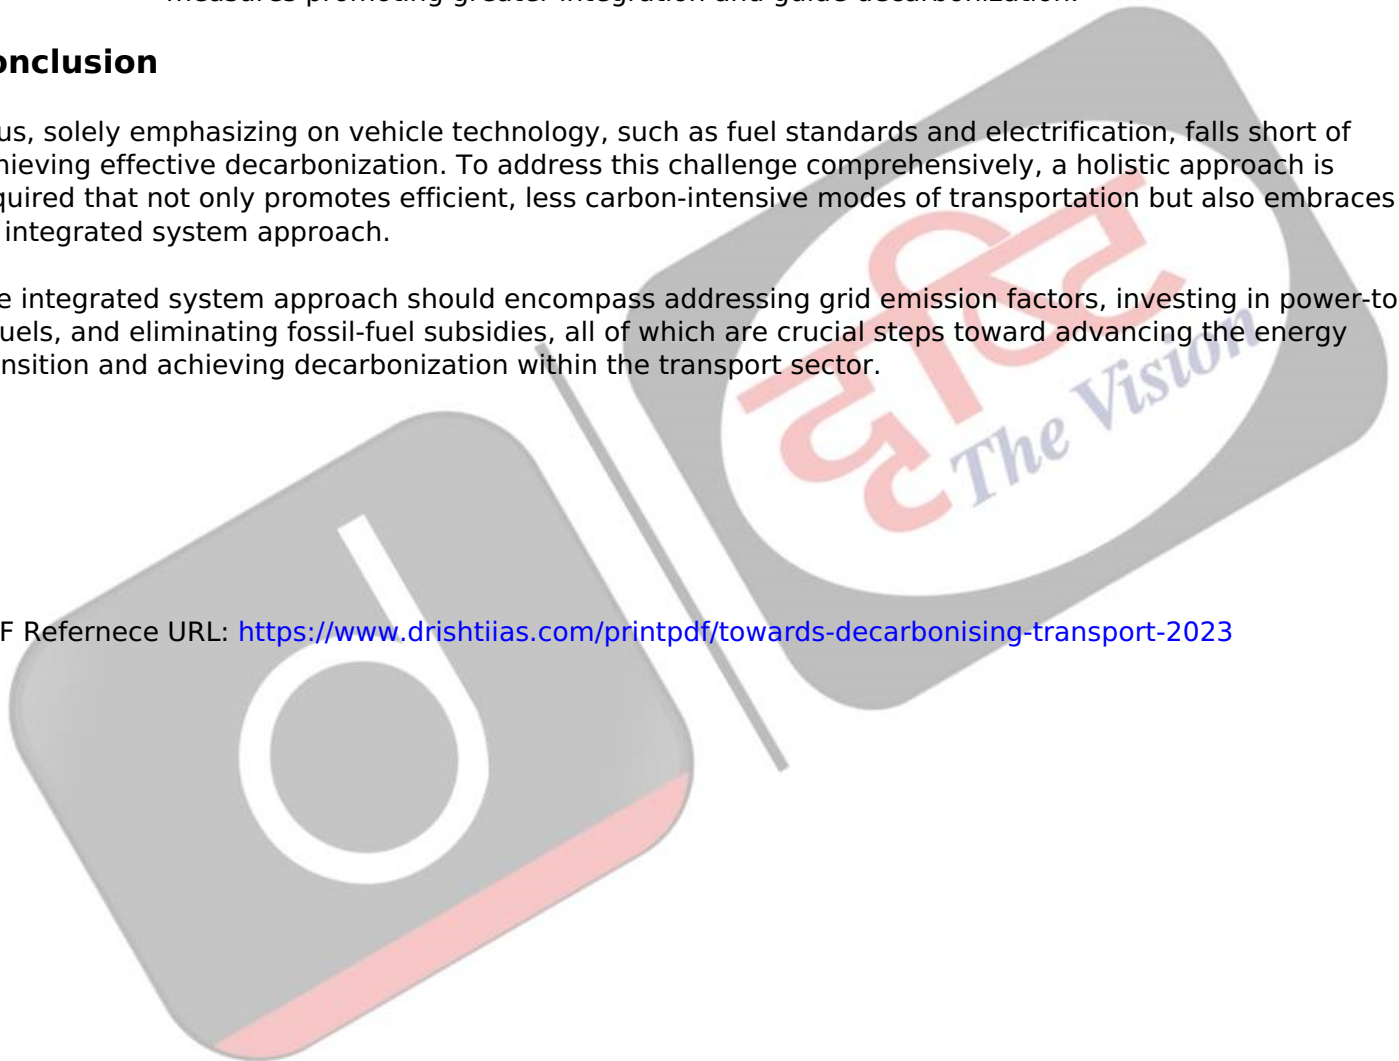 measures promoting greater integration and guide decarbonization.
onclusion
us, solely emphasizing on vehicle technology, such as fuel standards and electrification, falls short of
hieving effective decarbonization. To address this challenge comprehensively, a holistic approach is
quired that not only promotes efficient, less carbon-intensive modes of transportation but also embraces
integrated system approach.
e integrated system approach should encompass addressing grid emission factors, investing in power-to
uels, and eliminating fossil-fuel subsidies, all of which are crucial steps toward advancing the energy
nsition and achieving decarbonization within the transport sector.
दृष्टि
The Vision
d
F Refernece URL: https://www.drishtiias.com/printpdf/towards-decarbonising-transport-2023